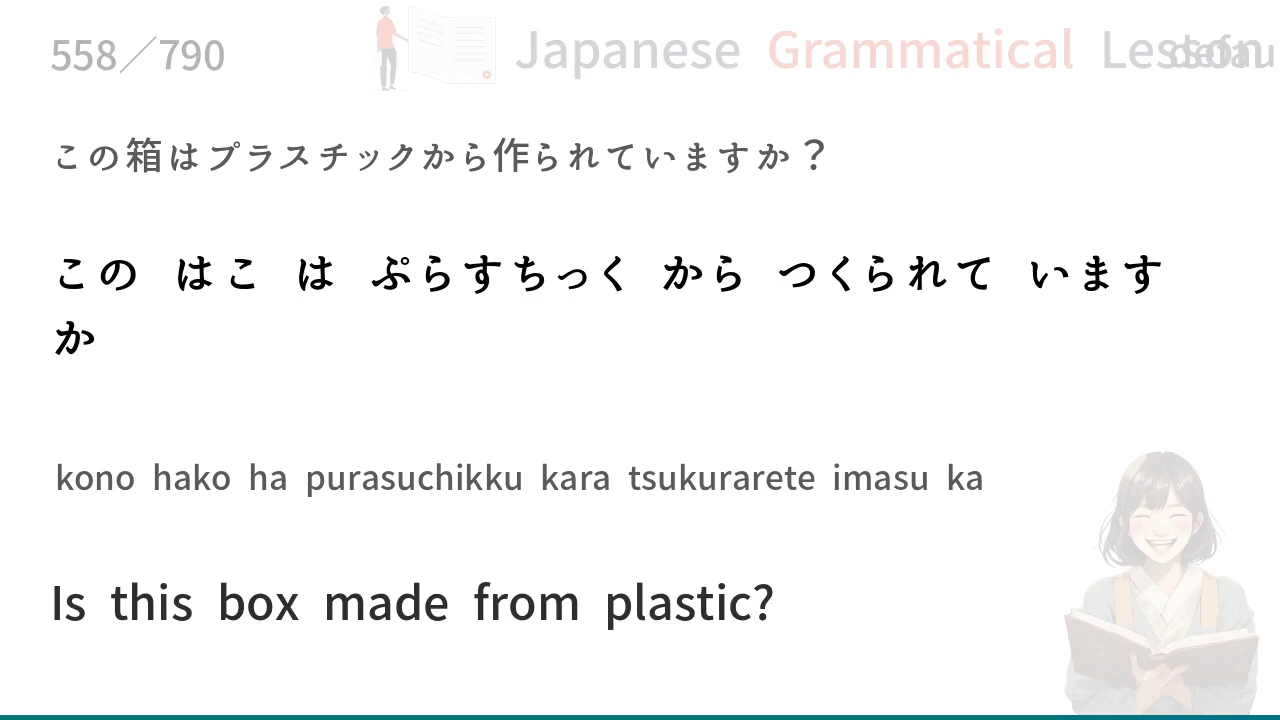 558／790
Japanese Grammatical Lesson
この箱はプラスチックから作られていますか？
この はこ は ぷらすちっく から つくられて います
か
kono hako ha purasuchikku kara tsukurarete imasu ka
Is this box made from plastic?